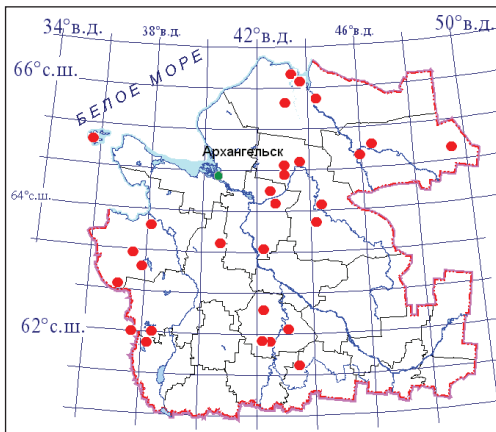 34°в.д.
38°в.д.
42°в.д.
46°в.д.
50°в.д.
66°с.ш.
БЕЛОЕ МОРЕ
Архангельск
64°с.ш.
62°с.ш.